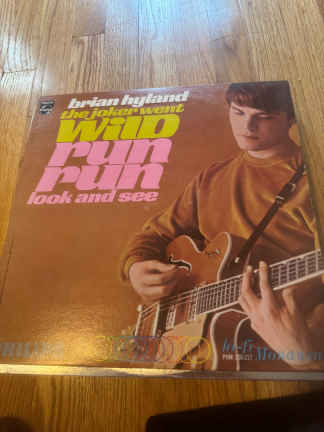 brian hyland
the joker went
wild
run
run
look and see
hi-fi
Monaural